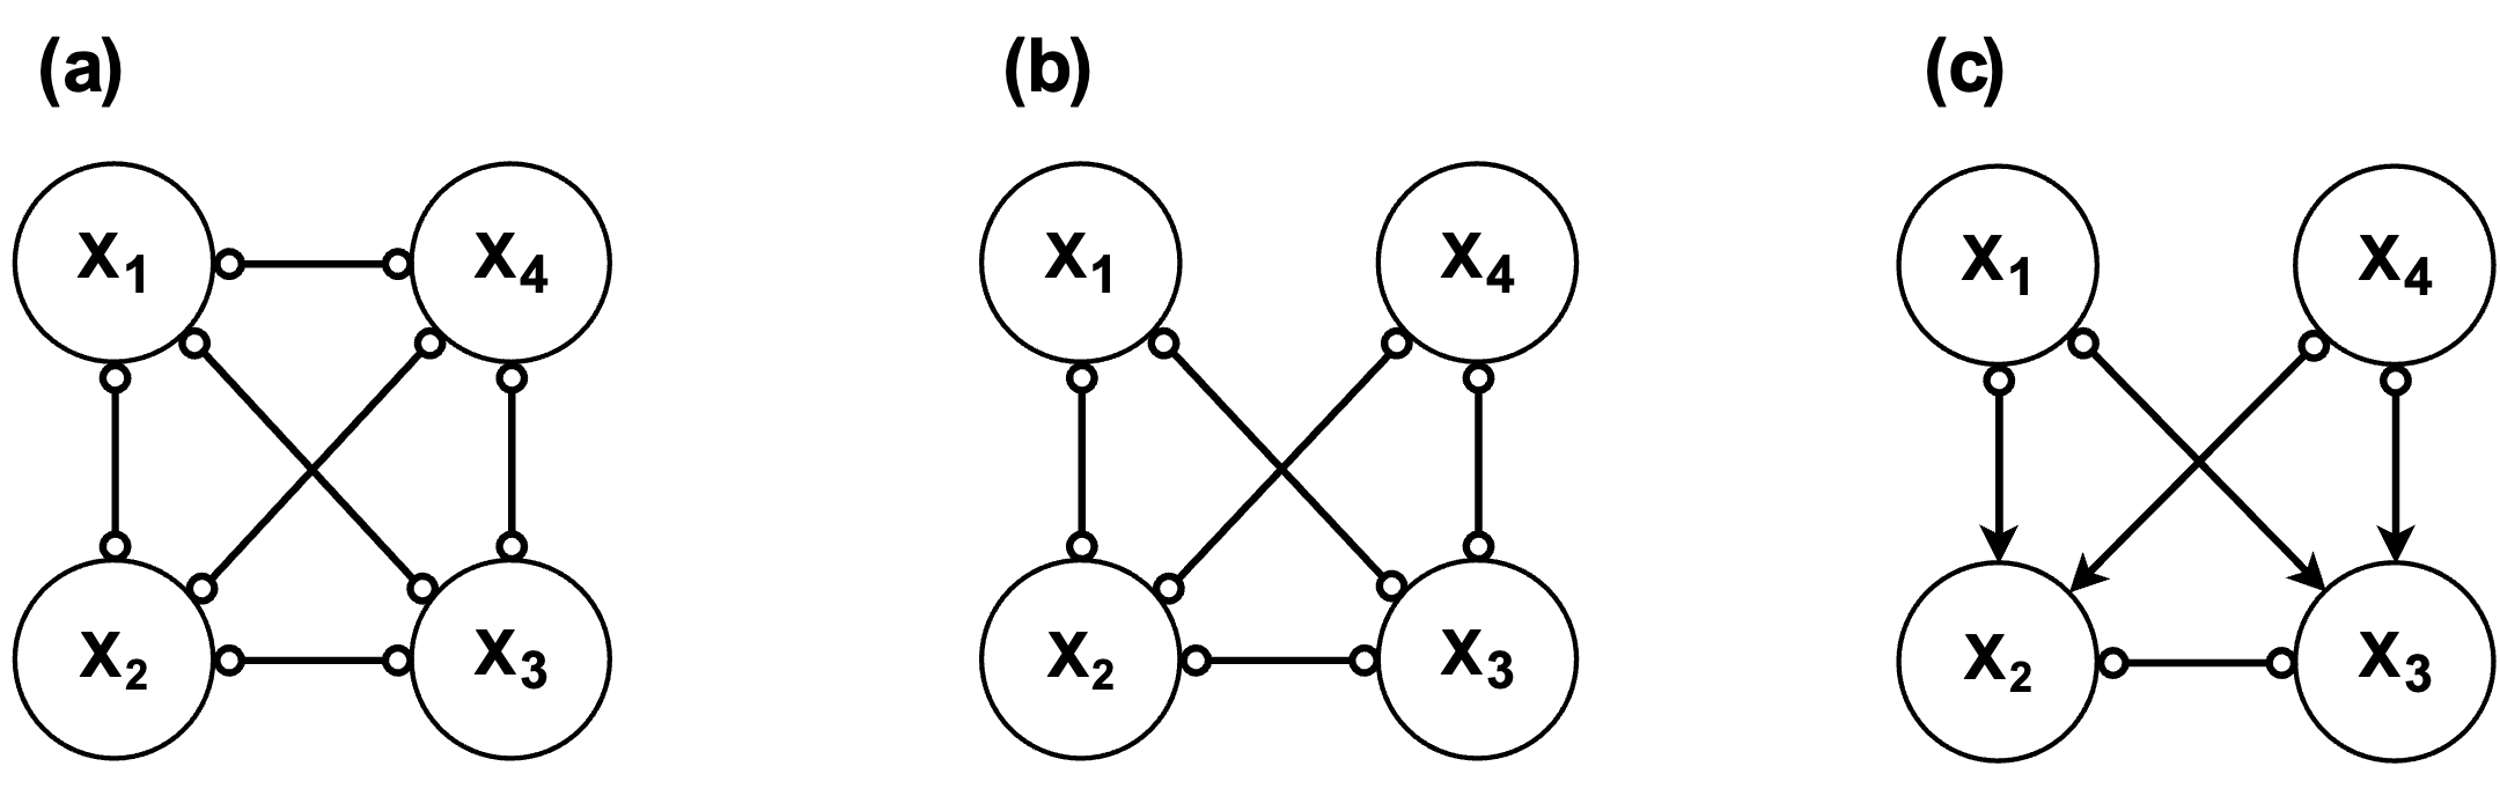 (a) (b) (c)
X₁ X₄ X₁ X₄ X₁ X₄
X₂ X₃ X₂ X₃ X₂ X₃